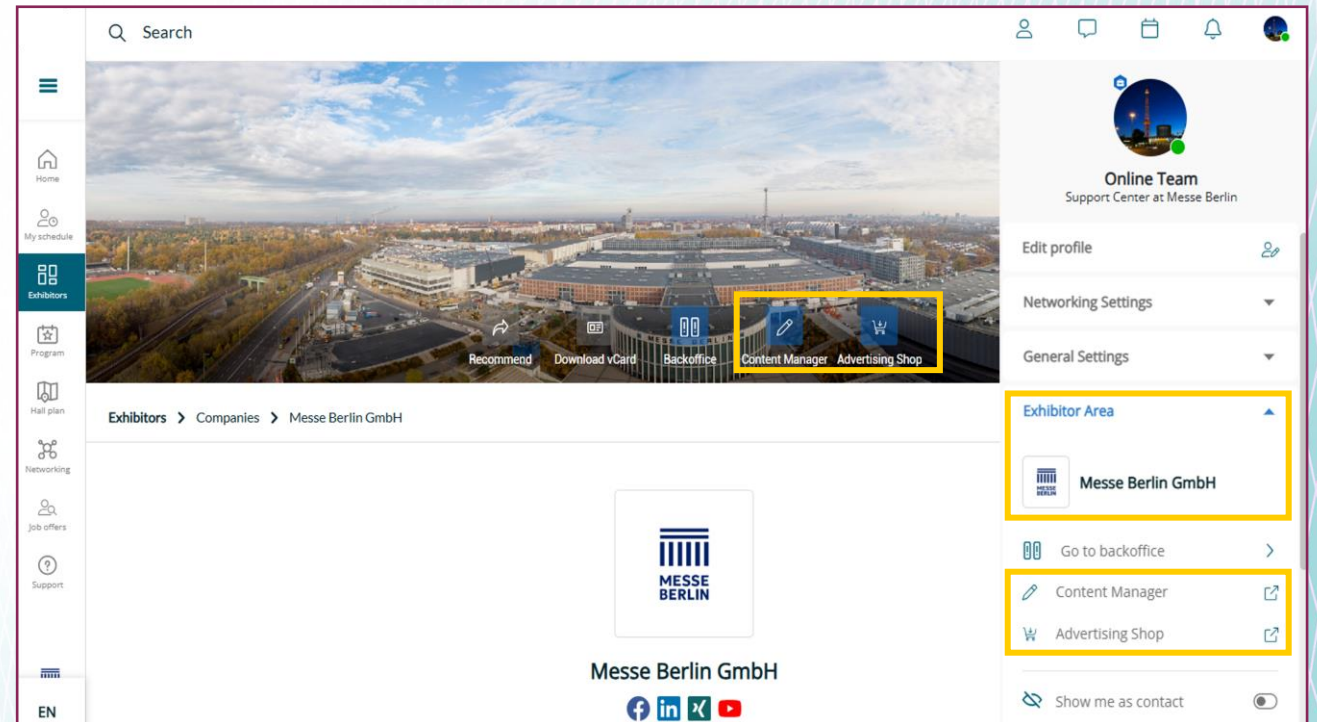 Search
Home
My schedule
Exhibitors
Program
Hall plan
Networking
Job offers
Support
EN
Recommend
Download vCard
Backoffice
Content Manager
Advertising Shop
Exhibitors > Companies > Messe Berlin GmbH
MESSE
BERLIN
Messe Berlin GmbH
Online Team
Support Center at Messe Berlin
Edit profile
Networking Settings
General Settings
Exhibitor Area
MESSE
BERLIN
Messe Berlin GmbH
Go to backoffice
Content Manager
Advertising Shop
Show me as contact